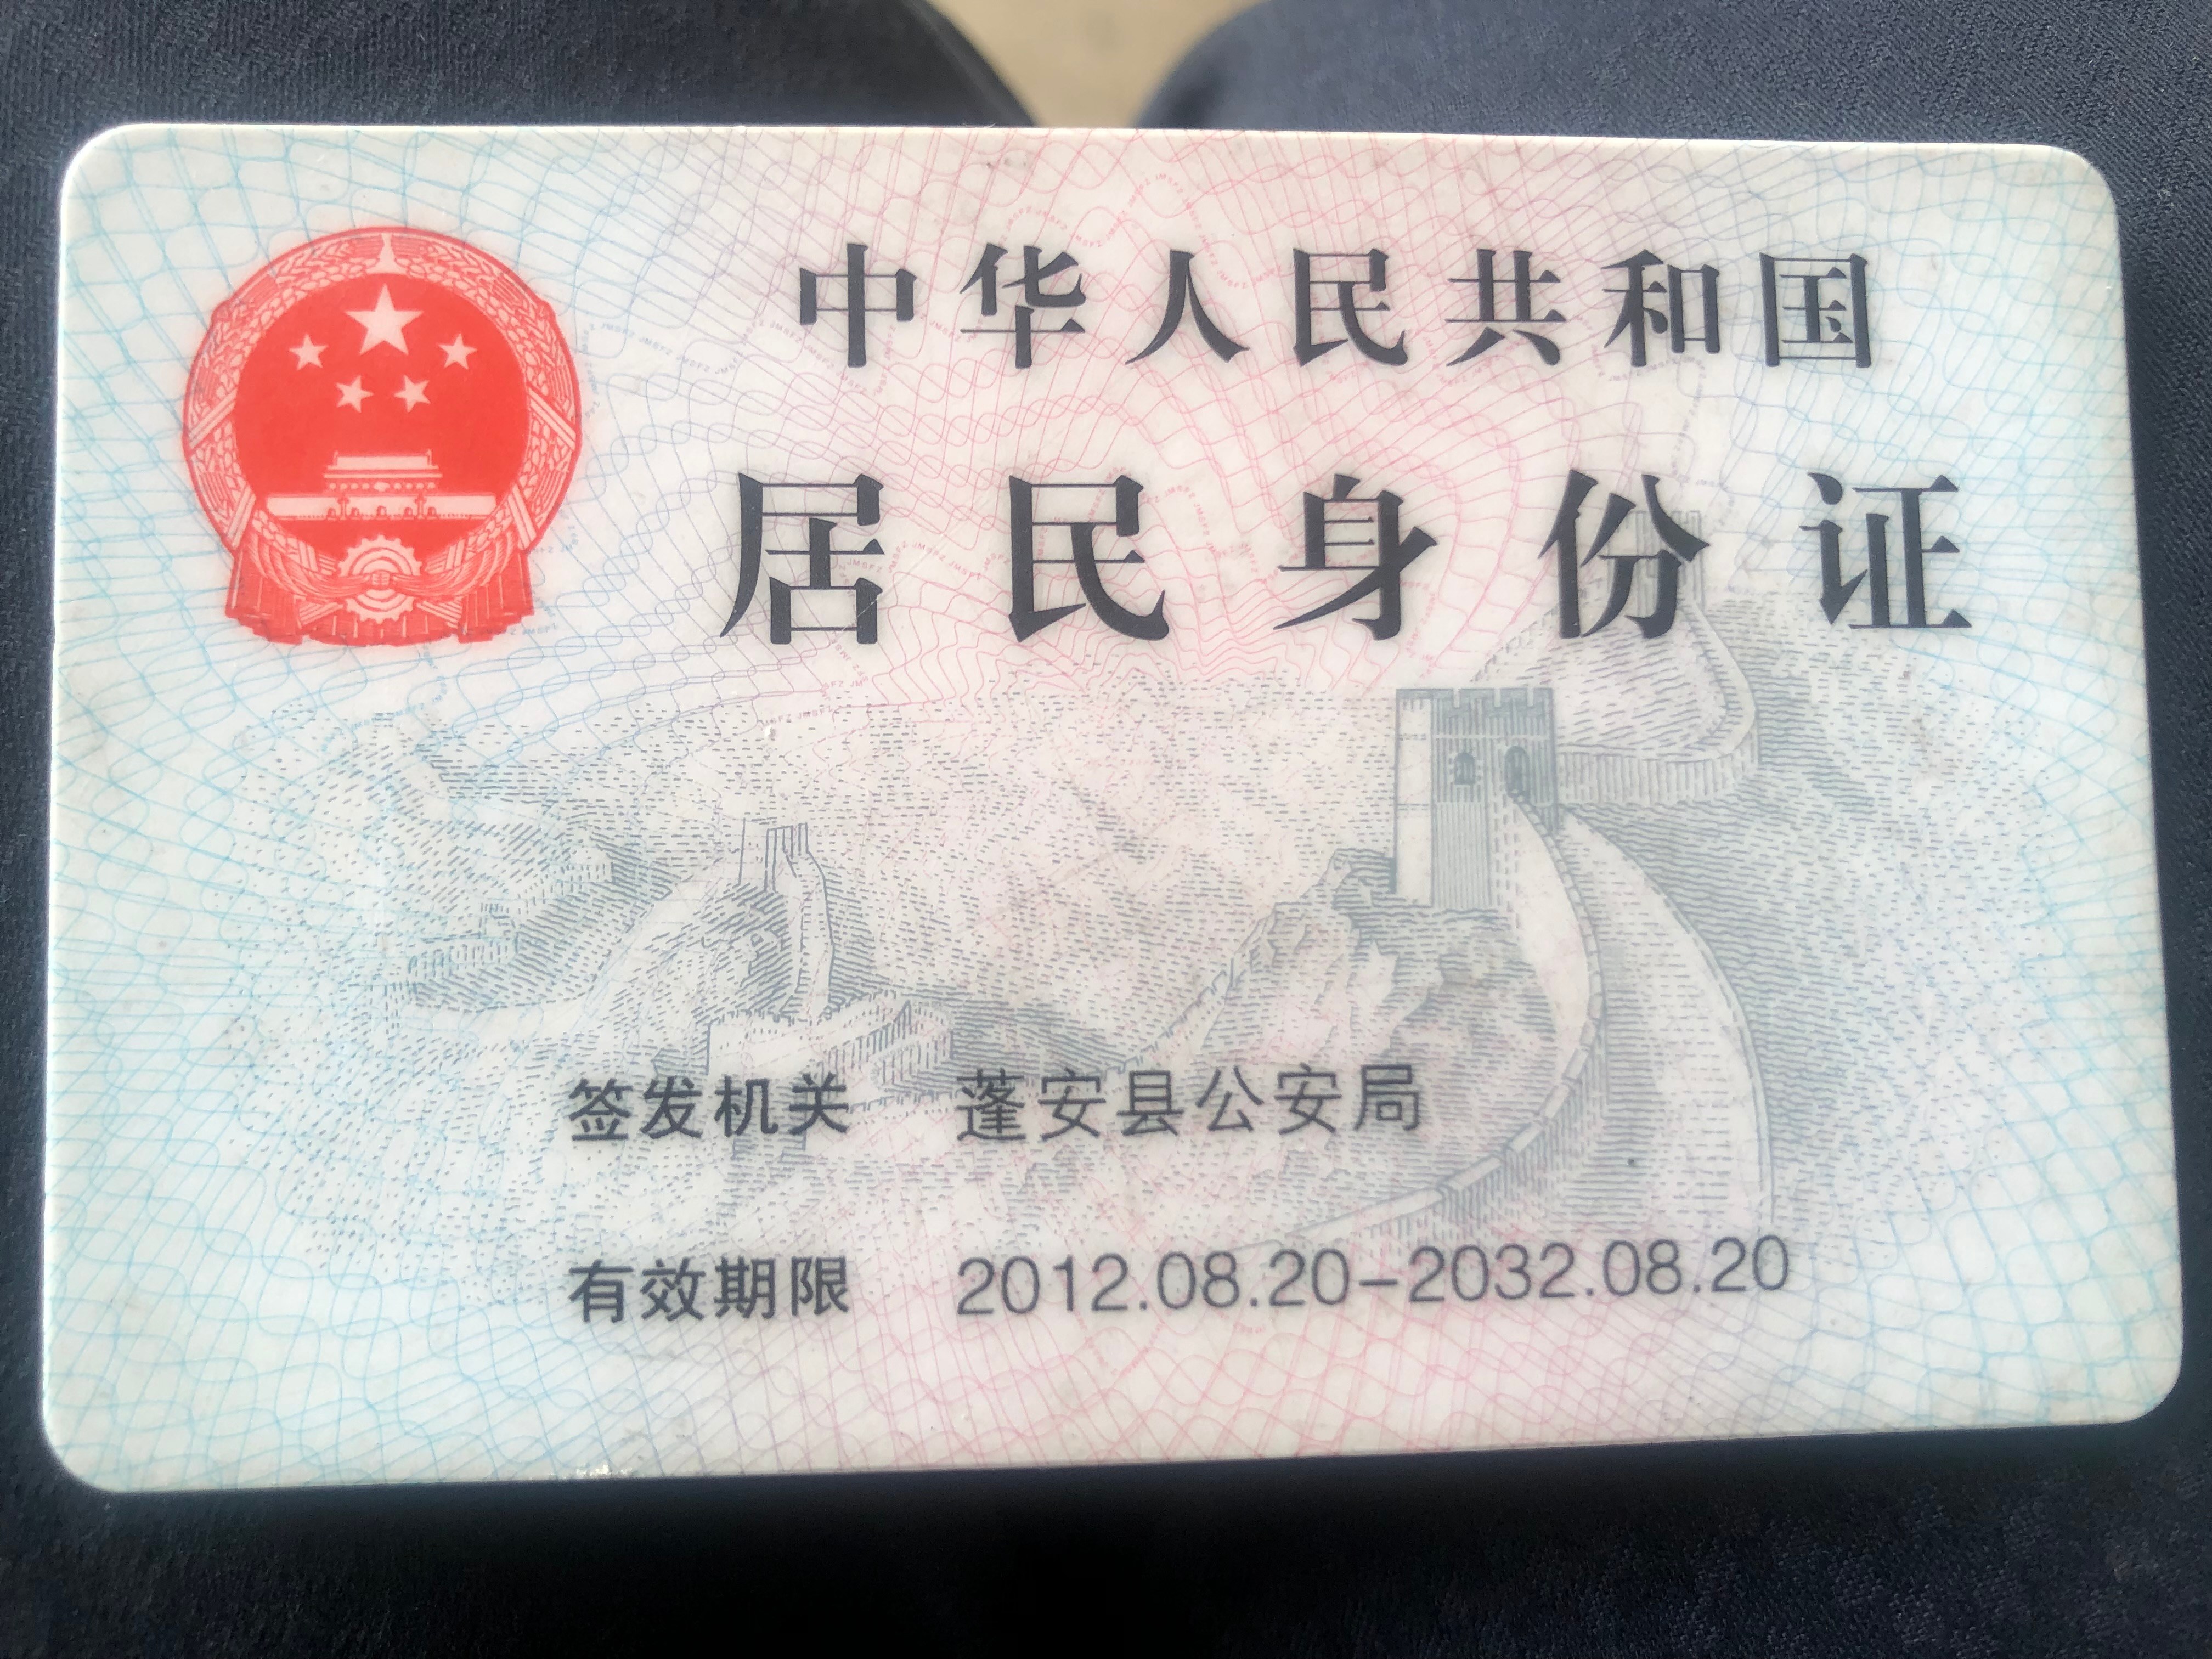 中华人民共和国
居民身份证
签发机关 蓬安县公安局
有效期限 2012.08.20-2032.08.20